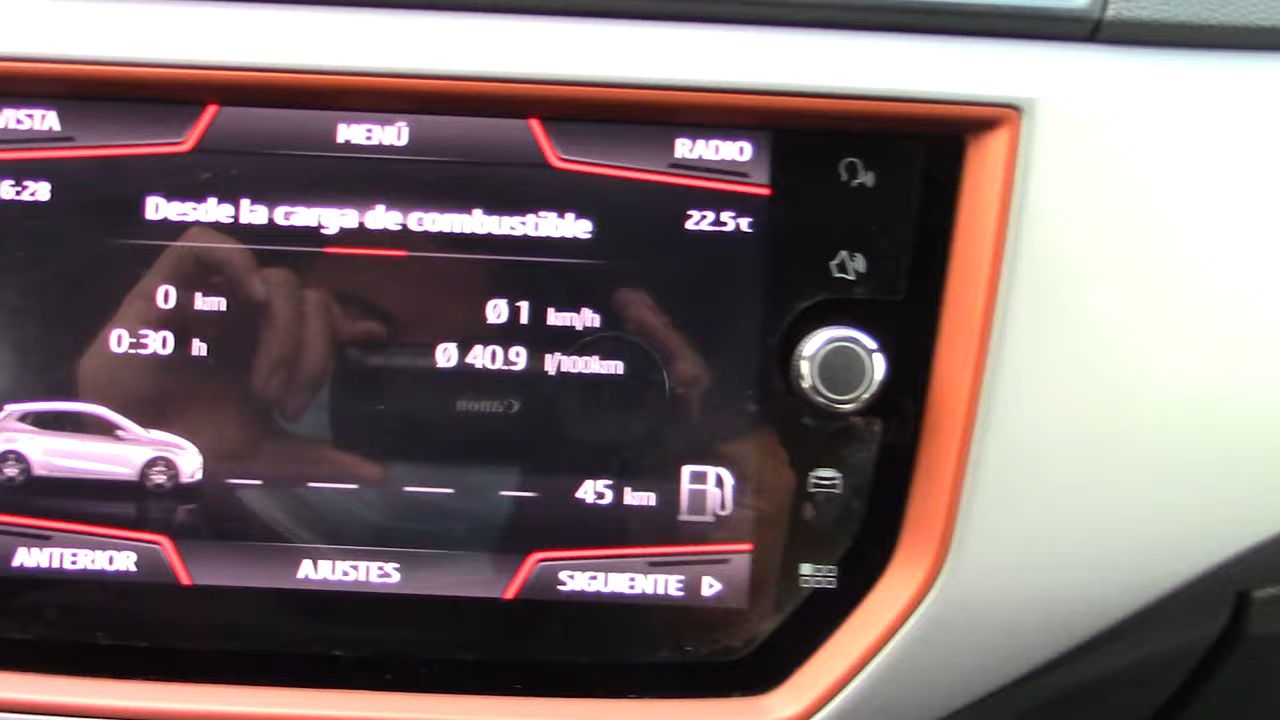 VISTA MENÚ RADIO
6:28
Desde la carga de combustible 22.5°C
0 km Ø 1 km/h
0:30 h Ø 40.9 l/100km
Canon
45 km
ANTERIOR AJUSTES SIGUIENTE